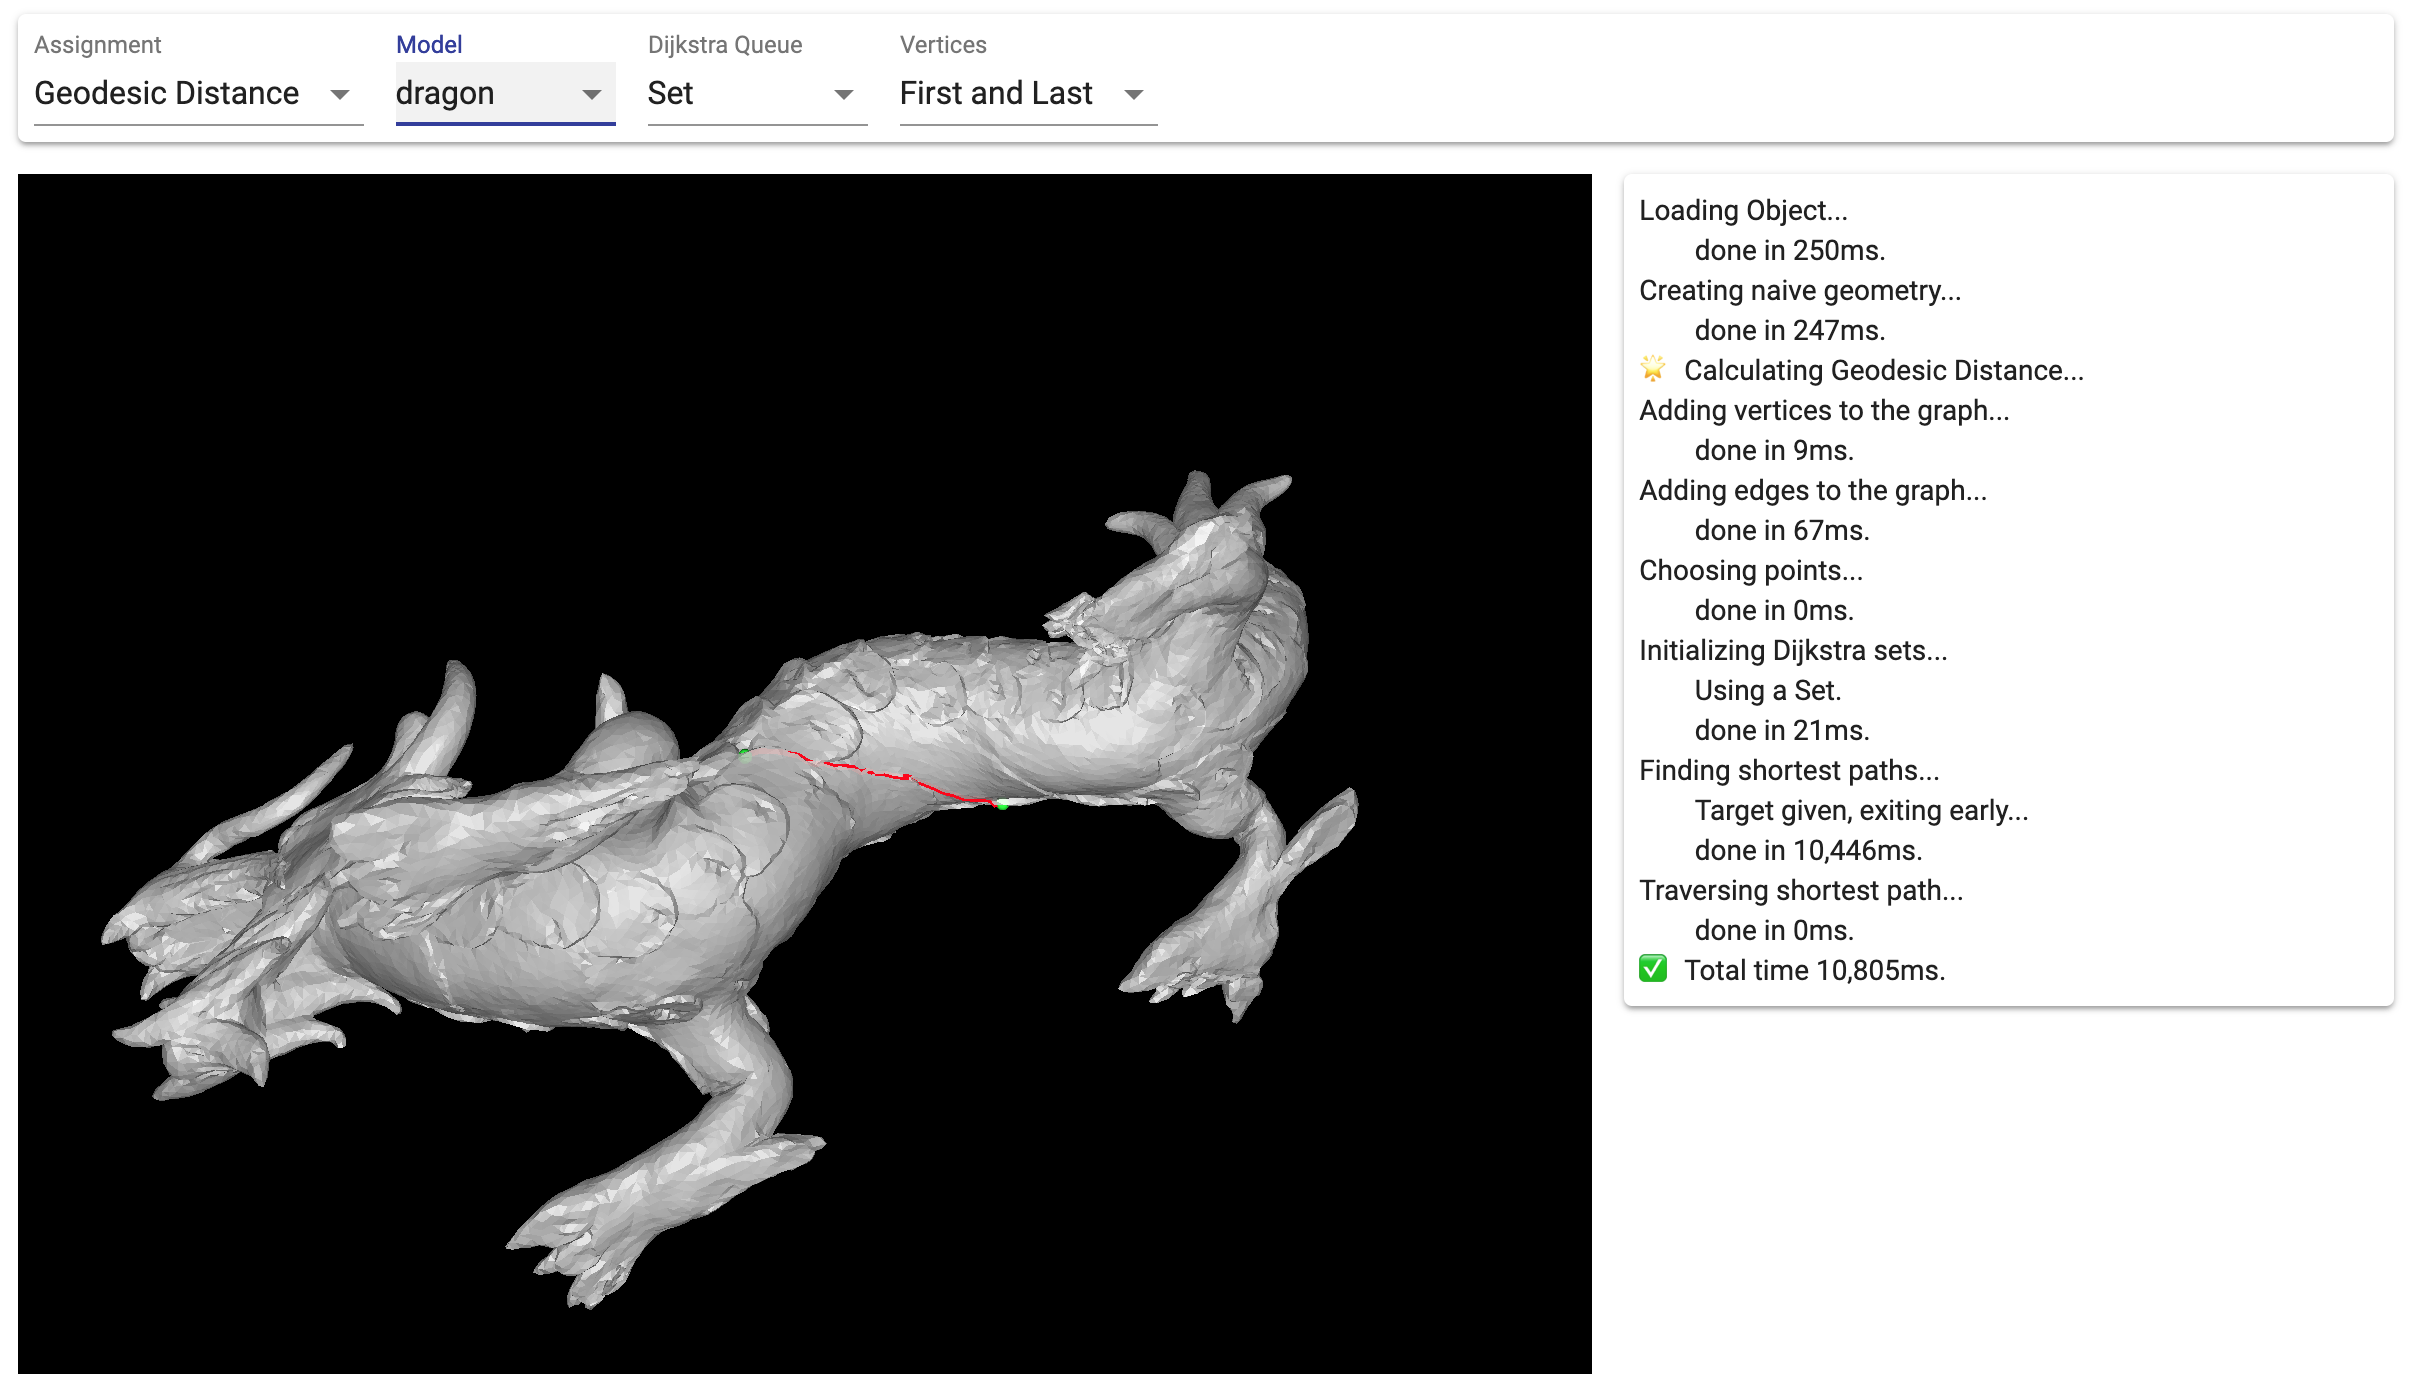 Assignment
Model
Dijkstra Queue
Vertices
Geodesic Distance
dragon
Set
First and Last
Loading Object...
done in 250ms.
Creating naive geometry...
done in 247ms.
🌟 Calculating Geodesic Distance...
Adding vertices to the graph...
done in 9ms.
Adding edges to the graph...
done in 67ms.
Choosing points...
done in 0ms.
Initializing Dijkstra sets...
Using a Set.
done in 21ms.
Finding shortest paths...
Target given, exiting early...
done in 10,446ms.
Traversing shortest path...
done in 0ms.
✅ Total time 10,805ms.